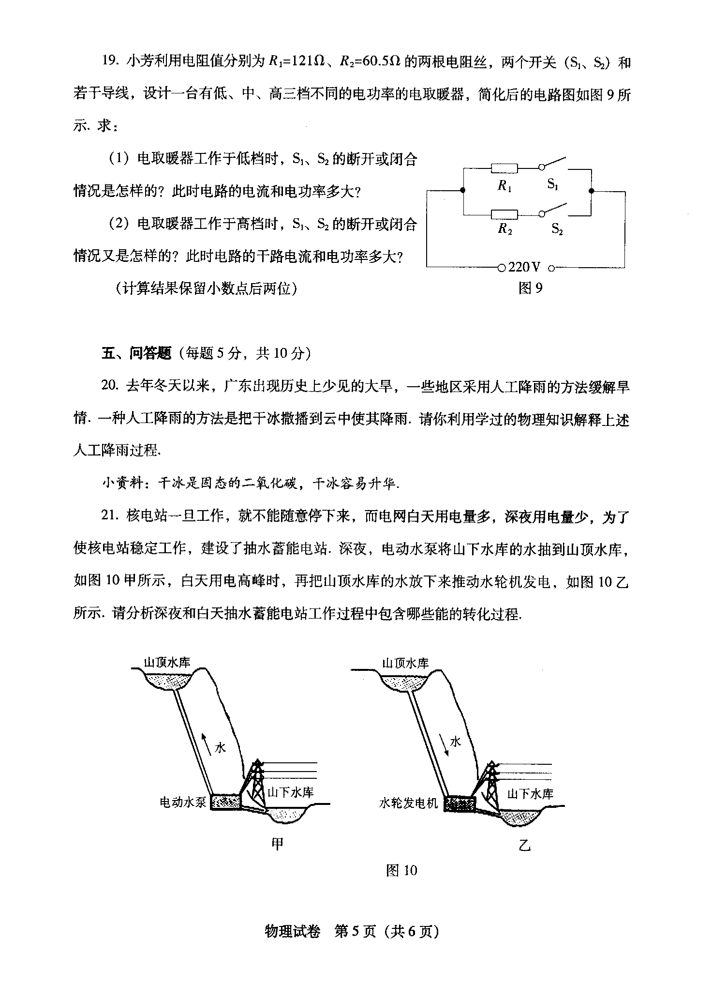 19. 小芳利用电阻值分别为 R₁=121Ω、R₂=60.5Ω 的两根电阻丝，两个开关（S₁、S₂）和
若干导线，设计一台有低、中、高三档不同的电功率的电取暖器，简化后的电路图如图 9 所
示. 求：
（1）电取暖器工作于低档时，S₁、S₂ 的断开或闭合
情况是怎样的？此时电路的电流和电功率多大？
（2）电取暖器工作于高档时，S₁、S₂ 的断开或闭合
情况又是怎样的？此时电路的干路电流和电功率多大？
（计算结果保留小数点后两位）
R₁
S₁
R₂
S₂
220V
图 9
五、问答题（每题 5 分，共 10 分）
20. 去年冬天以来，广东出现历史上少见的大旱，一些地区采用人工降雨的方法缓解旱
情. 一种人工降雨的方法是把干冰撒播到云中使其降雨. 请你利用学过的物理知识解释上述
人工降雨过程.
小资料：干冰是固态的二氧化碳，干冰容易升华.
21. 核电站一旦工作，就不能随意停下来，而电网白天用电量多，深夜用电量少，为了
使核电站稳定工作，建设了抽水蓄能电站. 深夜，电动水泵将山下水库的水抽到山顶水库，
如图 10 甲所示，白天用电高峰时，再把山顶水库的水放下来推动水轮机发电，如图 10 乙
所示. 请分析深夜和白天抽水蓄能电站工作过程中包含哪些能的转化过程.
山顶水库
水
电动水泵
山下水库
甲
山顶水库
水
水轮发电机
山下水库
乙
图 10
物理试卷 第 5 页（共 6 页）